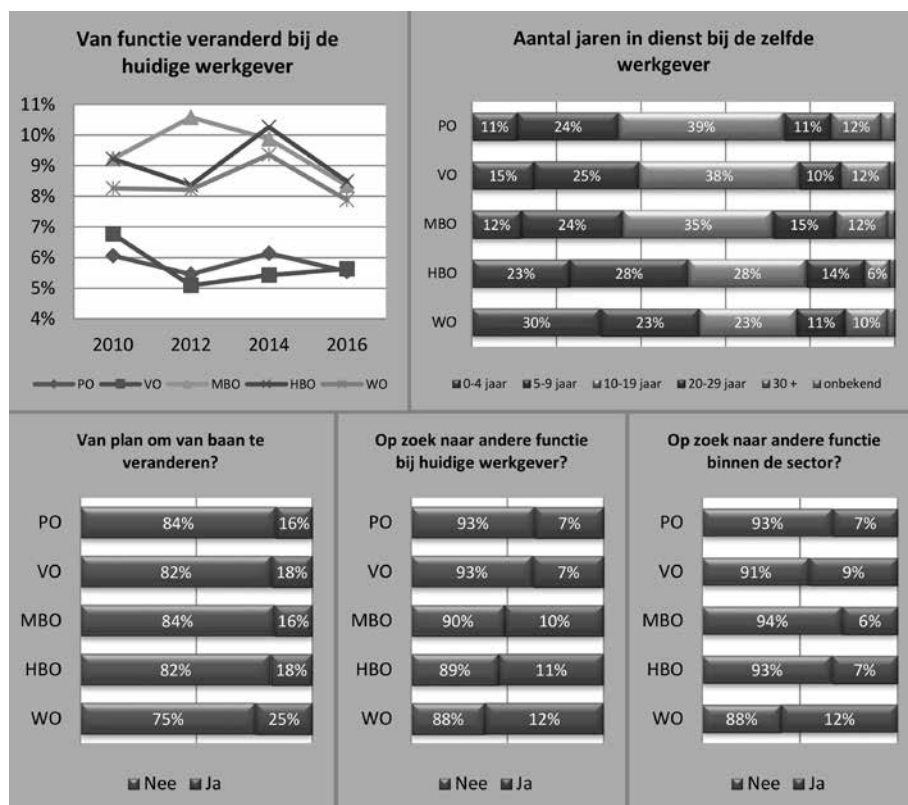 Van functie veranderd bij de
huidige werkgever
11%
10%
9%
8%
7%
6%
5%
4%
2010 2012 2014 2016
PO VO MBO HBO WO
Aantal jaren in dienst bij de zelfde
werkgever
PO 11% 24% 39% 11% 12%
VO 15% 25% 38% 10% 12%
MBO 12% 24% 35% 15% 12%
HBO 23% 28% 28% 14% 6%
WO 30% 23% 23% 11% 10%
0-4 jaar 5-9 jaar 10-19 jaar 20-29 jaar 30 + onbekend
Van plan om van baan te
veranderen?
PO 84% 16%
VO 82% 18%
MBO 84% 16%
HBO 82% 18%
WO 75% 25%
Nee Ja
Op zoek naar andere functie
bij huidige werkgever?
PO 93% 7%
VO 93% 7%
MBO 90% 10%
HBO 89% 11%
WO 88% 12%
Nee Ja
Op zoek naar andere functie
binnen de sector?
PO 93% 7%
VO 91% 9%
MBO 94% 6%
HBO 93% 7%
WO 88% 12%
Nee Ja